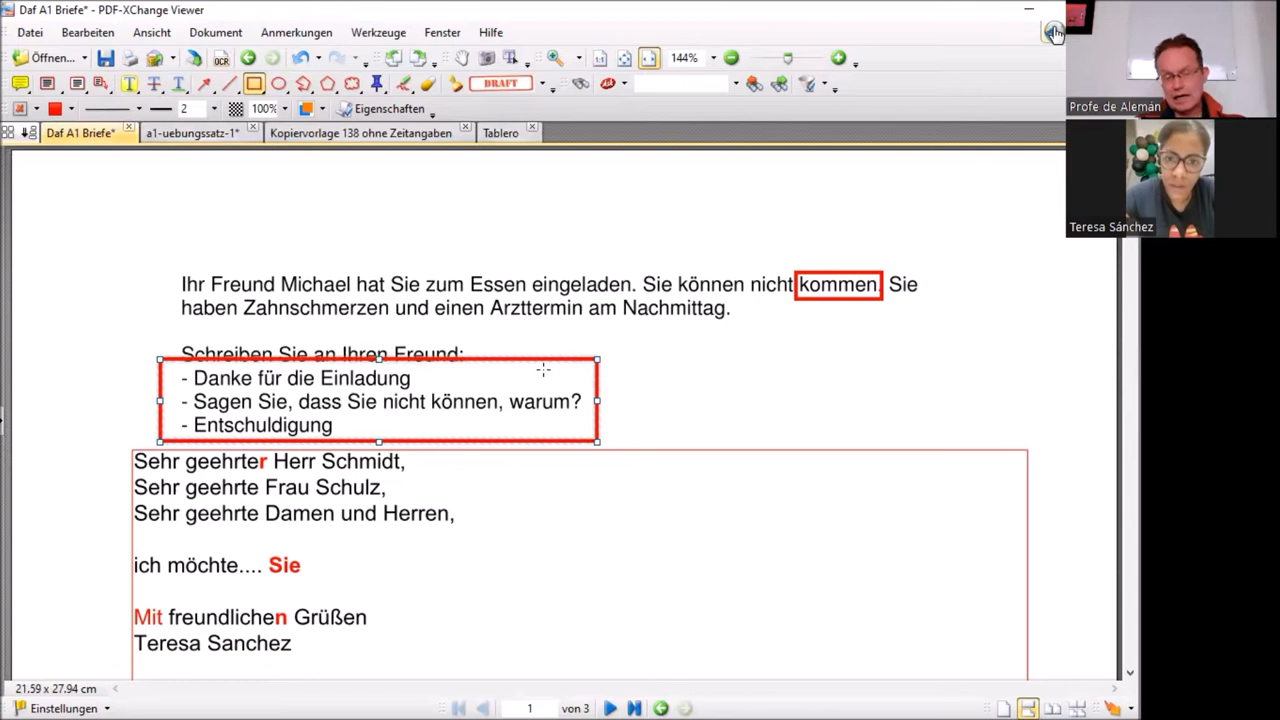 Daf A1 Briefe* - PDF-XChange Viewer
Datei Bearbeiten Ansicht Dokument Anmerkungen Werkzeuge Fenster Hilfe
Öffnen... OCR 144%
DRAFT
2 100% Eigenschaften
Daf A1 Briefe* a1-uebungssatz-1* Kopiervorlage 138 ohne Zeitangaben Tablero
Profe de Alemán
Teresa Sánchez
Ihr Freund Michael hat Sie zum Essen eingeladen. Sie können nicht kommen. Sie
haben Zahnschmerzen und einen Arzttermin am Nachmittag.
Schreiben Sie an Ihren Freund:
- Danke für die Einladung
- Sagen Sie, dass Sie nicht können, warum?
- Entschuldigung
Sehr geehrter Herr Schmidt,
Sehr geehrte Frau Schulz,
Sehr geehrte Damen und Herren,
ich möchte.... Sie
Mit freundlichen Grüßen
Teresa Sanchez
21.59 x 27.94 cm
Einstellungen 1 von 3